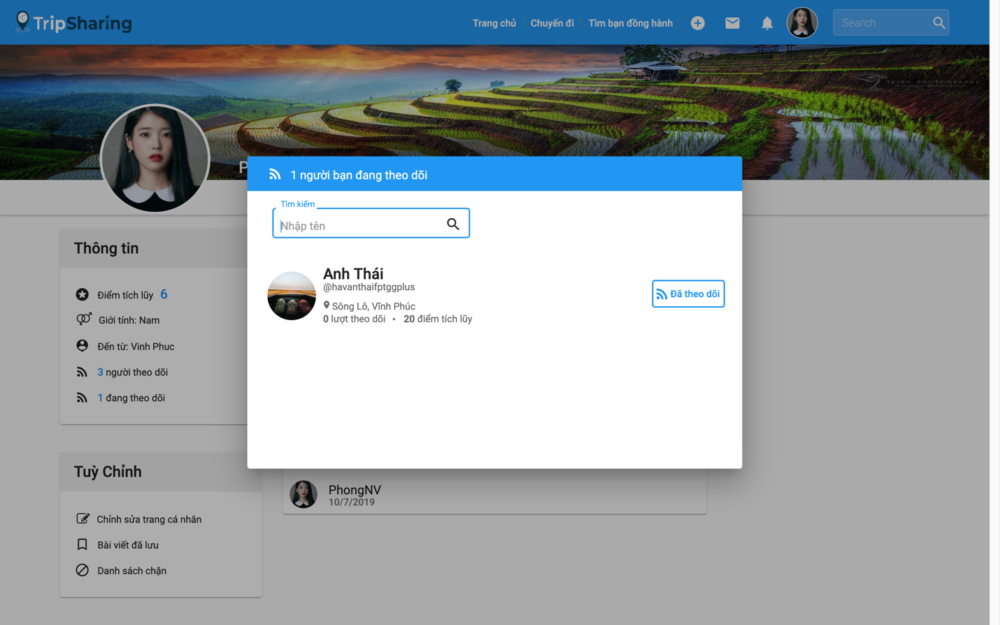 TripSharing
Trang chủ
Chuyến đi
Tìm bạn đồng hành
Search
TETRA PHOTOGRAPHY
P
1 người bạn đang theo dõi
Tìm kiếm
Nhập tên
Anh Thái
@havanthaifptggplus
Sông Lô, Vĩnh Phúc
0 lượt theo dõi • 20 điểm tích lũy
Đã theo dõi
Thông tin
Điểm tích lũy 6
Giới tính: Nam
Đến từ: Vinh Phuc
3 người theo dõi
1 đang theo dõi
Tuỳ Chỉnh
Chỉnh sửa trang cá nhân
Bài viết đã lưu
Danh sách chặn
PhongNV
10/7/2019